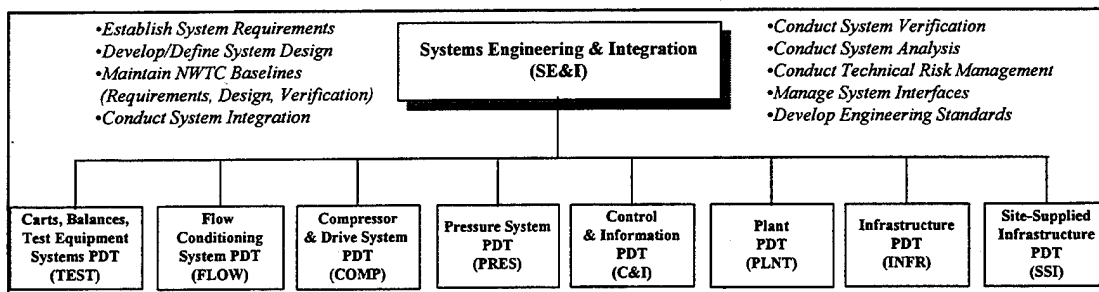 •Establish System Requirements
•Develop/Define System Design
•Maintain NWTC Baselines
(Requirements, Design, Verification)
•Conduct System Integration
Systems Engineering & Integration
(SE&I)
•Conduct System Verification
•Conduct System Analysis
•Conduct Technical Risk Management
•Manage System Interfaces
•Develop Engineering Standards
Carts, Balances,
Test Equipment
Systems PDT
(TEST)
Flow
Conditioning
System PDT
(FLOW)
Compressor
& Drive System
PDT
(COMP)
Pressure System
PDT
(PRES)
Control
& Information
PDT
(C&I)
Plant
PDT
(PLNT)
Infrastructure
PDT
(INFR)
Site-Supplied
Infrastructure
PDT
(SSI)